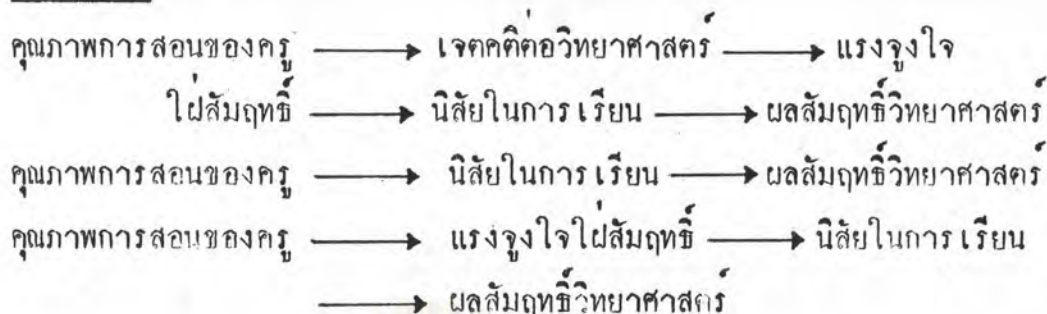 คุณภาพการสอนของครู ⟶ เจตคติต่อวิทยาศาสตร์ ⟶ แรงจูงใจ
ใฝ่สัมฤทธิ์ ⟶ นิสัยในการเรียน ⟶ ผลสัมฤทธิ์วิทยาศาสตร์
คุณภาพการสอนของครู ⟶ นิสัยในการเรียน ⟶ ผลสัมฤทธิ์วิทยาศาสตร์
คุณภาพการสอนของครู ⟶ แรงจูงใจใฝ่สัมฤทธิ์ ⟶ นิสัยในการเรียน
⟶ ผลสัมฤทธิ์วิทยาศาสตร์